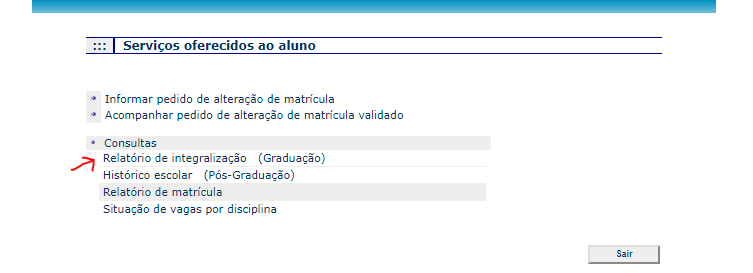 ::: Serviços oferecidos ao aluno
Informar pedido de alteração de matrícula
Acompanhar pedido de alteração de matrícula validado
Consultas
Relatório de integralização (Graduação)
Histórico escolar (Pós-Graduação)
Relatório de matrícula
Situação de vagas por disciplina
Sair